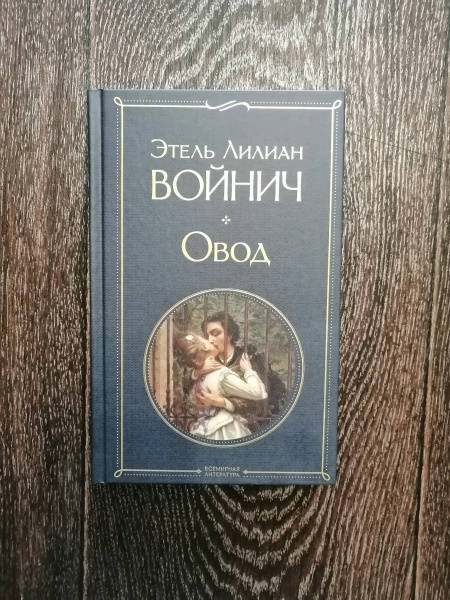 Этель Лилиан
ВОЙНИЧ
Овод
ВСЕМИРНАЯ
ЛИТЕРАТУРА